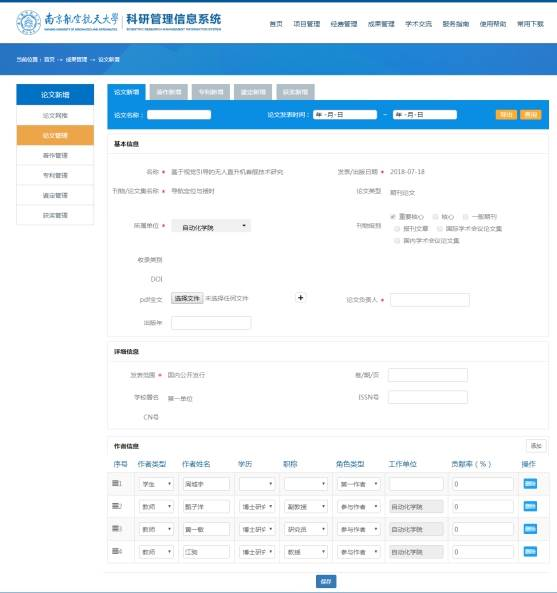 南京航空航天大学 科研管理信息系统
首页 项目管理 经费管理 成果管理 学术交流 服务指南 使用帮助 常用下载
当前位置：首页 -> 成果管理 -> 论文新增
论文新增
论文新增 著作新增 专利新增 鉴定新增 获奖新增
论文网推
论文名称： 论文发表时间： 年-月-日 ~ 年-月-日 查询
论文管理
基本信息
著作管理
名称 * 基于视觉引导的无人直升机着舰技术研究 发表/出版日期 * 2018-07-18
专利管理
刊物/论文集名称 * 导航定位与授时 论文类型 期刊论文
鉴定管理
获奖管理
所属单位 * 自动化学院 刊物级别 重要核心 核心 一般期刊
报刊文章 国际学术会议论文集
国内学术会议论文集
收录类别
DOI
pdf全文 选择文件 未选择任何文件 + 论文负责人 *
出版年
详细信息
发表范围 * 国内公开发行 卷/期/页
学校署名 第一单位 ISSN号
CN号
作者信息 添加
序号 作者类型 作者姓名 学历 职称 角色类型 工作单位 贡献率（%） 操作
1 学生 第一作者 0 删除
2 教师 甄子洋 博士研 副教授 参与作者 自动化学院 0 删除
3 教师 黄一敏 博士研 研究员 参与作者 自动化学院 0 删除
4 教师 江驹 博士研 教授 参与作者 自动化学院 0 删除
保存